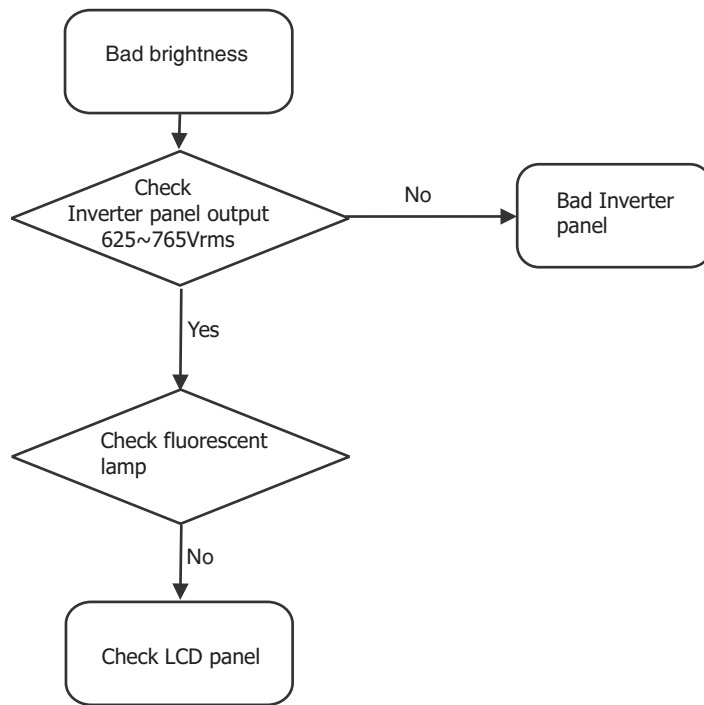 Bad brightness
Check
Inverter panel output
625~765Vrms
No
Bad Inverter
panel
Yes
Check fluorescent
lamp
No
Check LCD panel